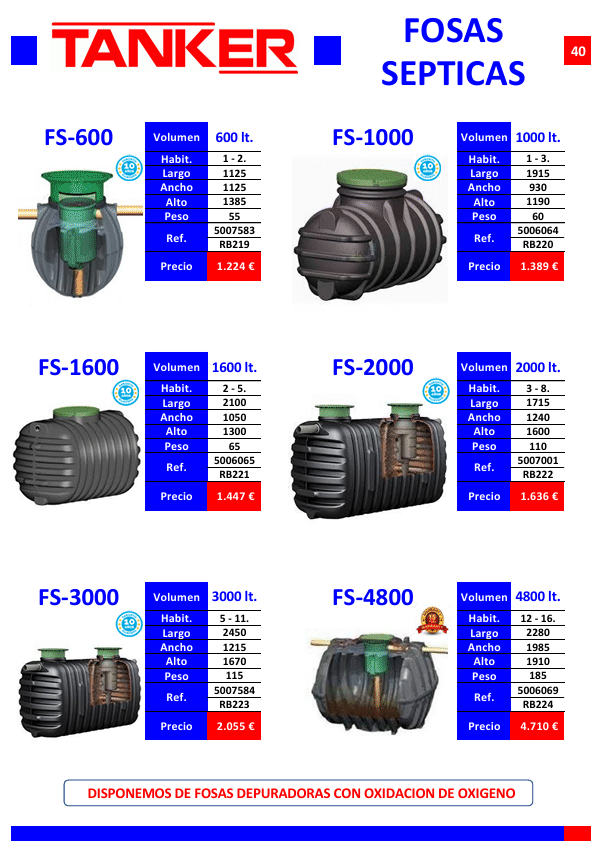 TANKER
FOSAS
SEPTICAS
40
FS-600
Volumen 600 lt.
Habit. 1 - 2.
Largo 1125
Ancho 1125
Alto 1385
Peso 55
Ref. 5007583
RB219
Precio 1.224 €
FS-1000
Volumen 1000 lt.
Habit. 1 - 3.
Largo 1915
Ancho 930
Alto 1190
Peso 60
Ref. 5006064
RB220
Precio 1.389 €
FS-1600
Volumen 1600 lt.
Habit. 2 - 5.
Largo 2100
Ancho 1050
Alto 1300
Peso 65
Ref. 5006065
RB221
Precio 1.447 €
FS-2000
Volumen 2000 lt.
Habit. 3 - 8.
Largo 1715
Ancho 1240
Alto 1600
Peso 110
Ref. 5007001
RB222
Precio 1.636 €
FS-3000
Volumen 3000 lt.
Habit. 5 - 11.
Largo 2450
Ancho 1215
Alto 1670
Peso 115
Ref. 5007584
RB223
Precio 2.055 €
FS-4800
Volumen 4800 lt.
Habit. 12 - 16.
Largo 2280
Ancho 1985
Alto 1910
Peso 185
Ref. 5006069
RB224
Precio 4.710 €
DISPONEMOS DE FOSAS DEPURADORAS CON OXIDACION DE OXIGENO